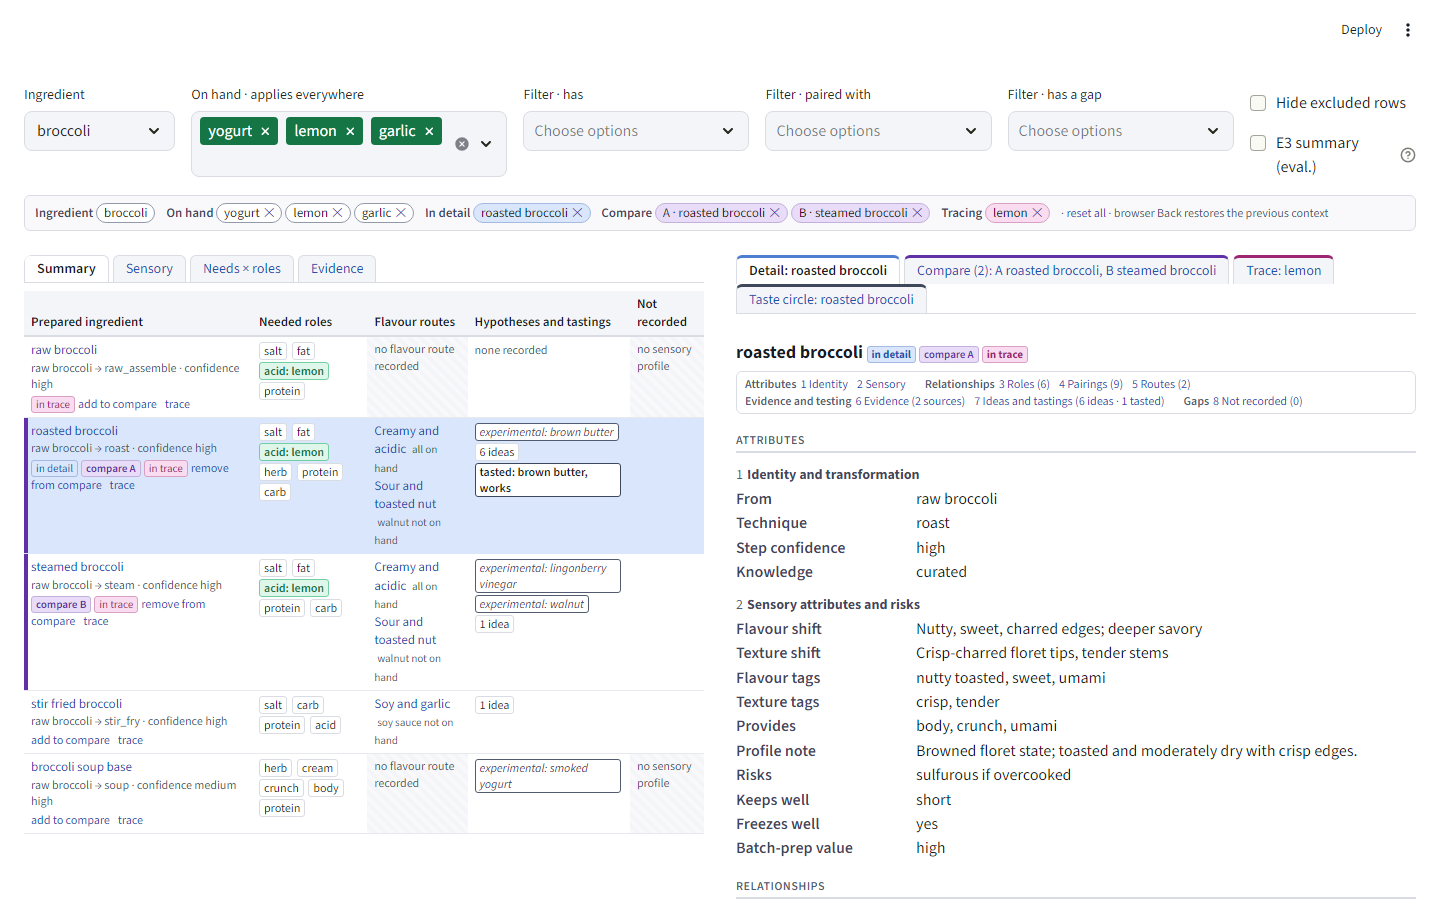 Deploy
Ingredient
On hand · applies everywhere
Filter · has
Filter · paired with
Filter · has a gap
broccoli
yogurt ×
lemon ×
garlic ×
Choose options
Choose options
Choose options
Hide excluded rows
E3 summary
(eval.)
Ingredient broccoli On hand yogurt × lemon × garlic × In detail roasted broccoli × Compare A · roasted broccoli × B · steamed broccoli × Tracing lemon × · reset all · browser Back restores the previous context
Summary Sensory Needs × roles Evidence
Prepared ingredient
Needed roles
Flavour routes
Hypotheses and tastings
Not
recorded
raw broccoli
raw broccoli → raw_assemble · confidence
high
in trace add to compare trace
salt fat
acid: lemon
protein
no flavour route
recorded
none recorded
no sensory
profile
roasted broccoli
raw broccoli → roast · confidence high
in detail compare A in trace remove
from compare trace
salt fat
acid: lemon
herb protein
carb
Creamy and
acidic all on
hand
Sour and
toasted nut
walnut not on
hand
experimental: brown butter
6 ideas
tasted: brown butter,
works
steamed broccoli
raw broccoli → steam · confidence high
compare B in trace remove from
compare trace
salt fat
acid: lemon
protein carb
Creamy and
acidic all on
hand
Sour and
toasted nut
walnut not on
hand
experimental: lingonberry
vinegar
experimental: walnut
1 idea
stir fried broccoli
raw broccoli → stir_fry · confidence high
add to compare trace
salt carb
protein acid
Soy and garlic
soy sauce not on
hand
1 idea
broccoli soup base
raw broccoli → soup · confidence medium
high
add to compare trace
herb cream
crunch body
protein
no flavour route
recorded
experimental: smoked
yogurt
no sensory
profile
Detail: roasted broccoli Compare (2): A roasted broccoli, B steamed broccoli Trace: lemon
Taste circle: roasted broccoli
roasted broccoli in detail compare A in trace
Attributes 1 Identity 2 Sensory Relationships 3 Roles (6) 4 Pairings (9) 5 Routes (2)
Evidence and testing 6 Evidence (2 sources) 7 Ideas and tastings (6 ideas · 1 tasted) Gaps 8 Not recorded (0)
ATTRIBUTES
1 Identity and transformation
From raw broccoli
Technique roast
Step confidence high
Knowledge curated
2 Sensory attributes and risks
Flavour shift Nutty, sweet, charred edges; deeper savory
Texture shift Crisp-charred floret tips, tender stems
Flavour tags nutty toasted, sweet, umami
Texture tags crisp, tender
Provides body, crunch, umami
Profile note Browned floret state; toasted and moderately dry with crisp edges.
Risks sulfurous if overcooked
Keeps well short
Freezes well yes
Batch-prep value high
RELATIONSHIPS